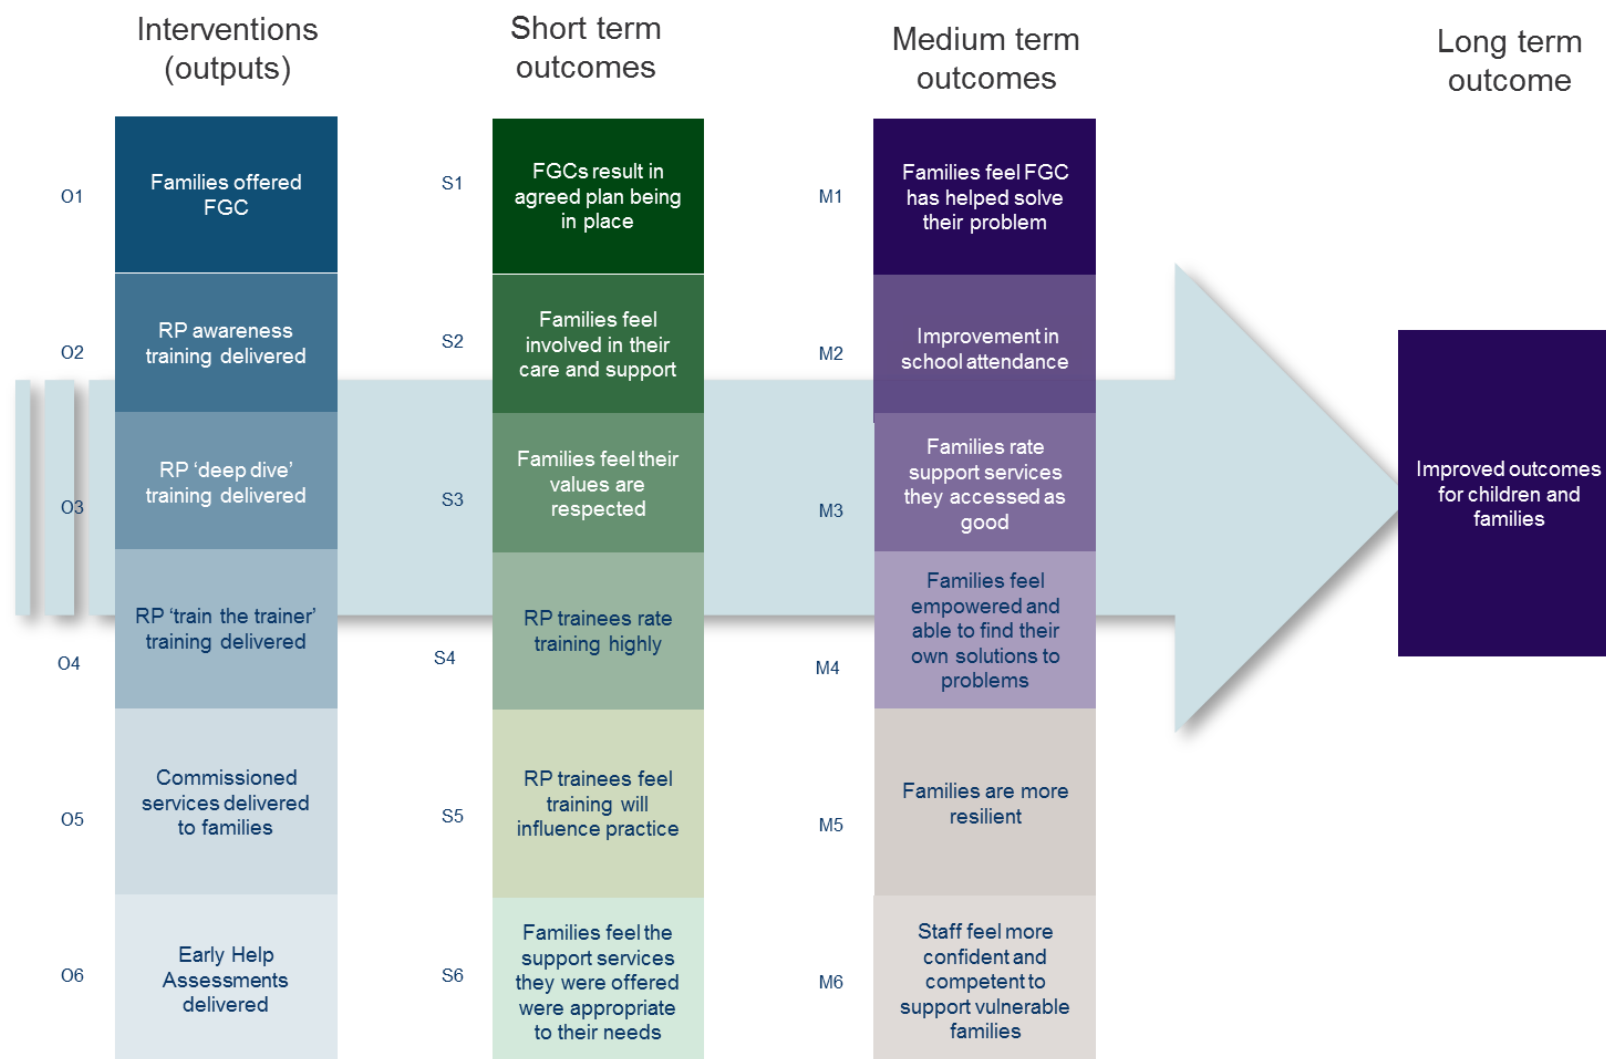 Interventions
(outputs)
Short term
outcomes
Medium term
outcomes
Long term
outcome
O1
Families offered
FGC
O2
RP awareness
training delivered
O3
RP ‘deep dive’
training delivered
O4
RP ‘train the trainer’
training delivered
O5
Commissioned
services delivered
to families
O6
Early Help
Assessments
delivered
S1
FGCs result in
agreed plan being
in place
S2
Families feel
involved in their
care and support
S3
Families feel their
values are
respected
S4
RP trainees rate
training highly
S5
RP trainees feel
training will
influence practice
S6
Families feel the
support services
they were offered
were appropriate
to their needs
M1
Families feel FGC
has helped solve
their problem
M2
Improvement in
school attendance
M3
Families rate
support services
they accessed as
good
M4
Families feel
empowered and
able to find their
own solutions to
problems
M5
Families are more
resilient
M6
Staff feel more
confident and
competent to
support vulnerable
families
Improved outcomes
for children and
families